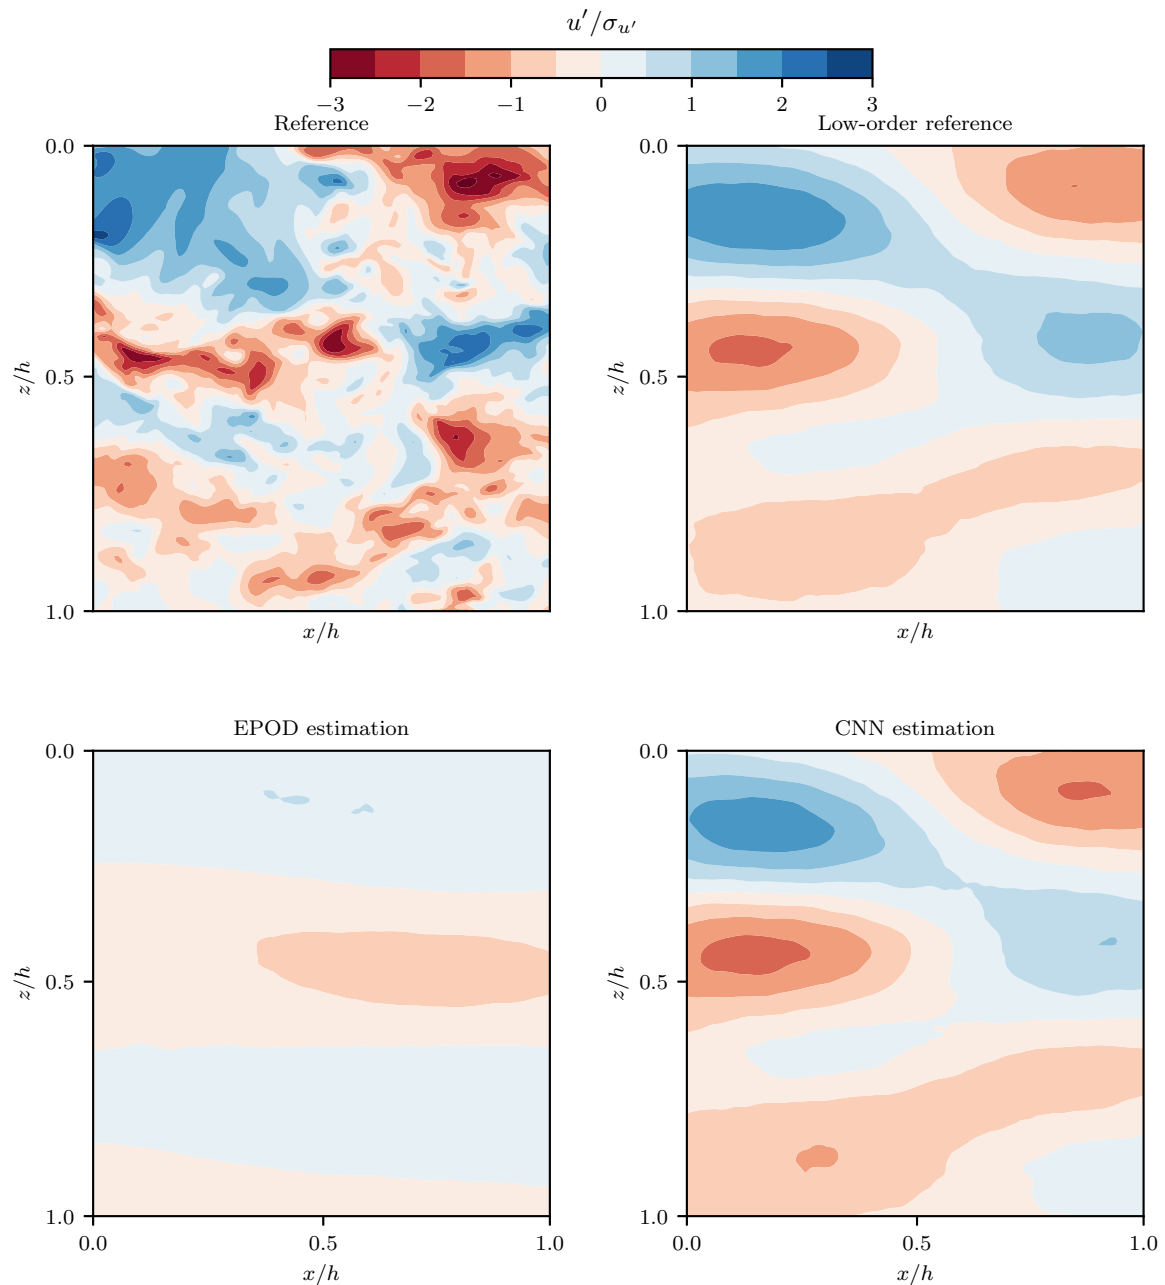 u′/σu′
−3 −2 −1 0 1 2 3
Reference
Low-order reference
0.0
0.5
1.0
z/h
x/h
0.0
0.5
1.0
z/h
x/h
EPOD estimation
CNN estimation
0.0
0.5
1.0
z/h
0.0 0.5 1.0
x/h
0.0
0.5
1.0
z/h
0.0 0.5 1.0
x/h